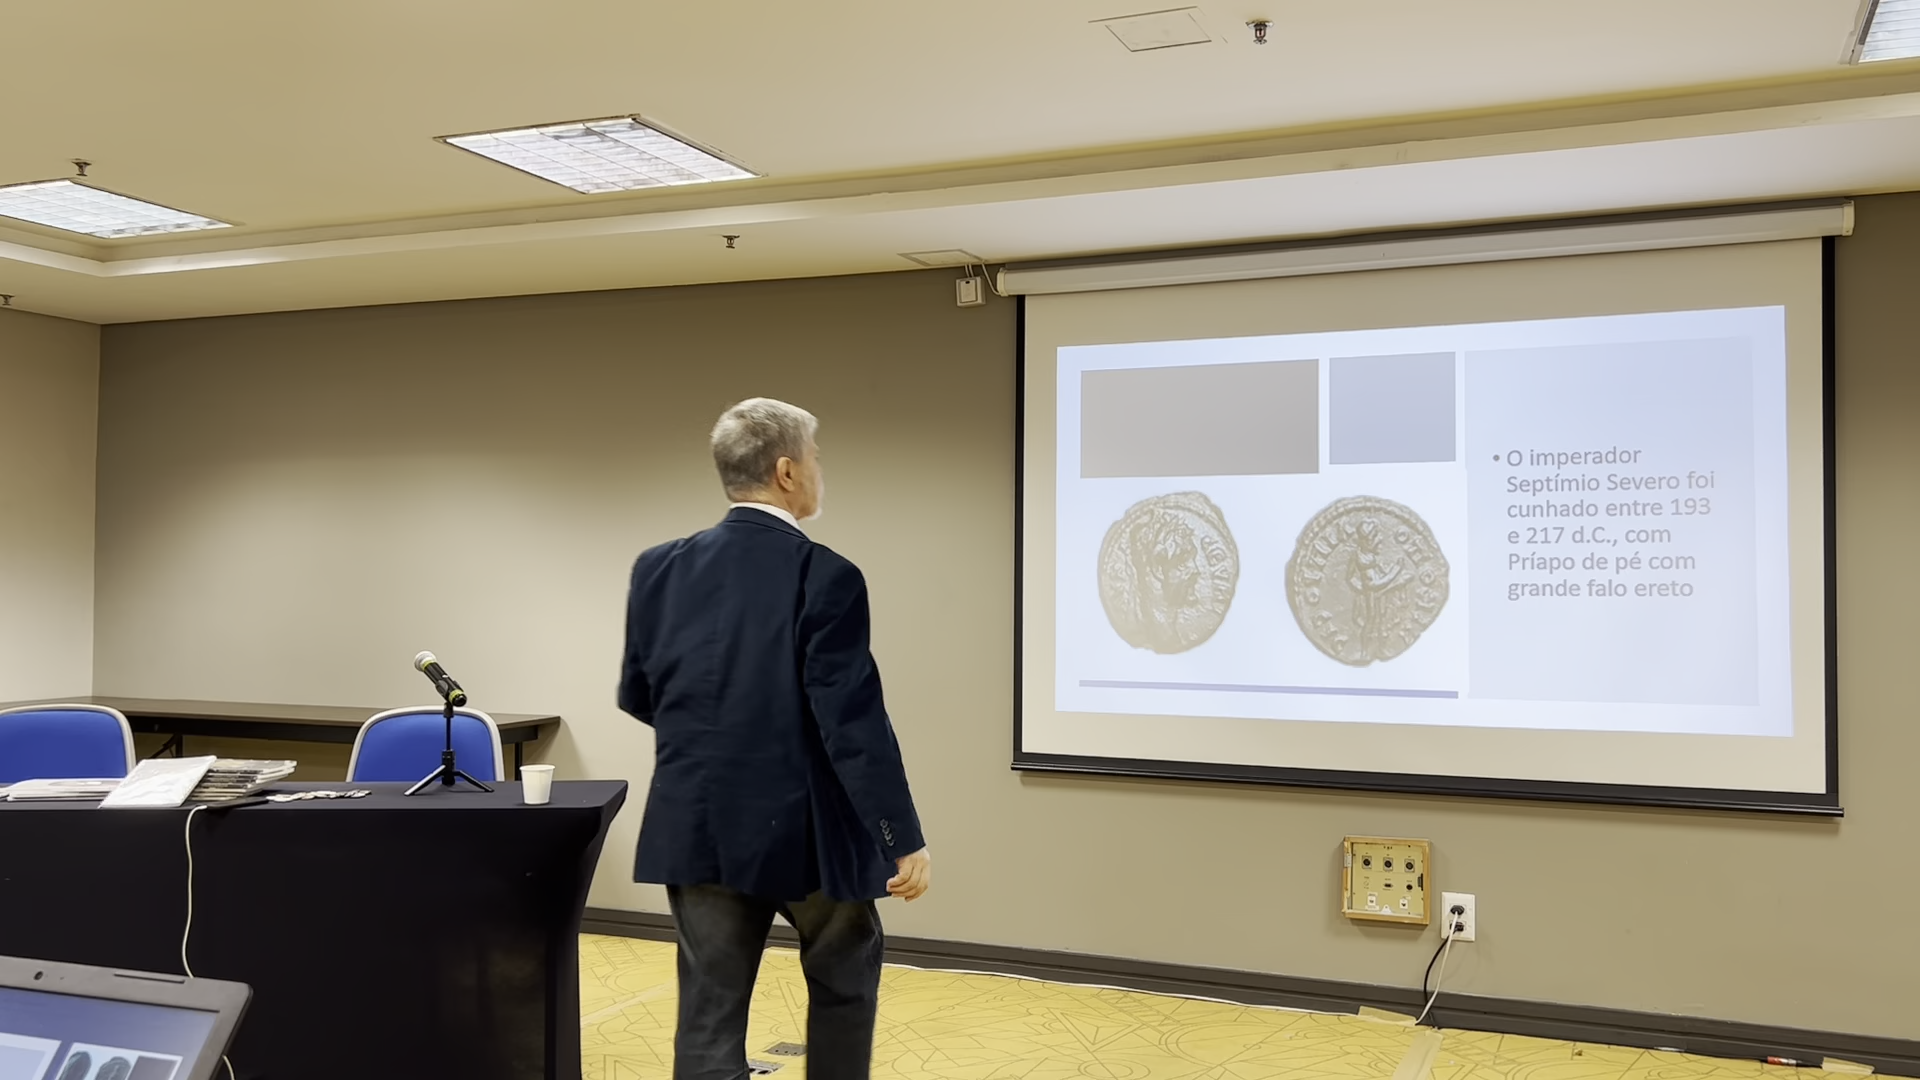 • O imperador
Septímio Severo foi
cunhado entre 193
e 217 d.C., com
Príapo de pé com
grande falo ereto